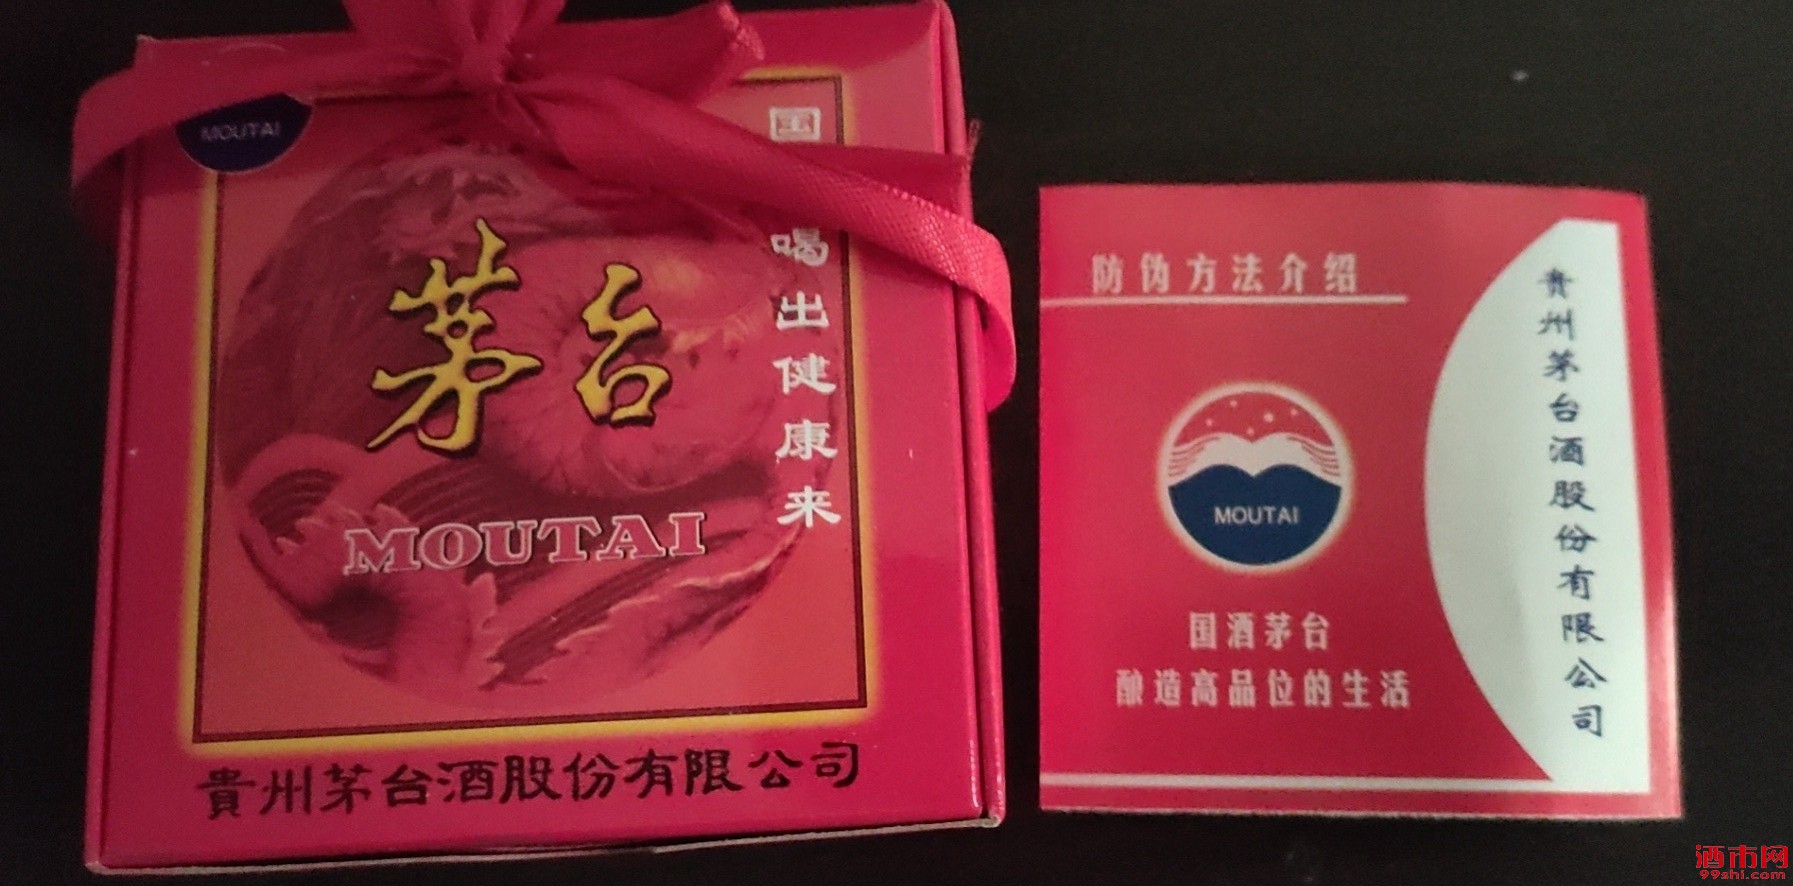 MOUTAI
国
喝出健康来
茅台
MOUTAI
貴州茅台酒股份有限公司
防伪方法介绍
MOUTAI
国酒茅台
酿造高品位的生活
贵州茅台酒股份有限公司
酒市网
99shi.com